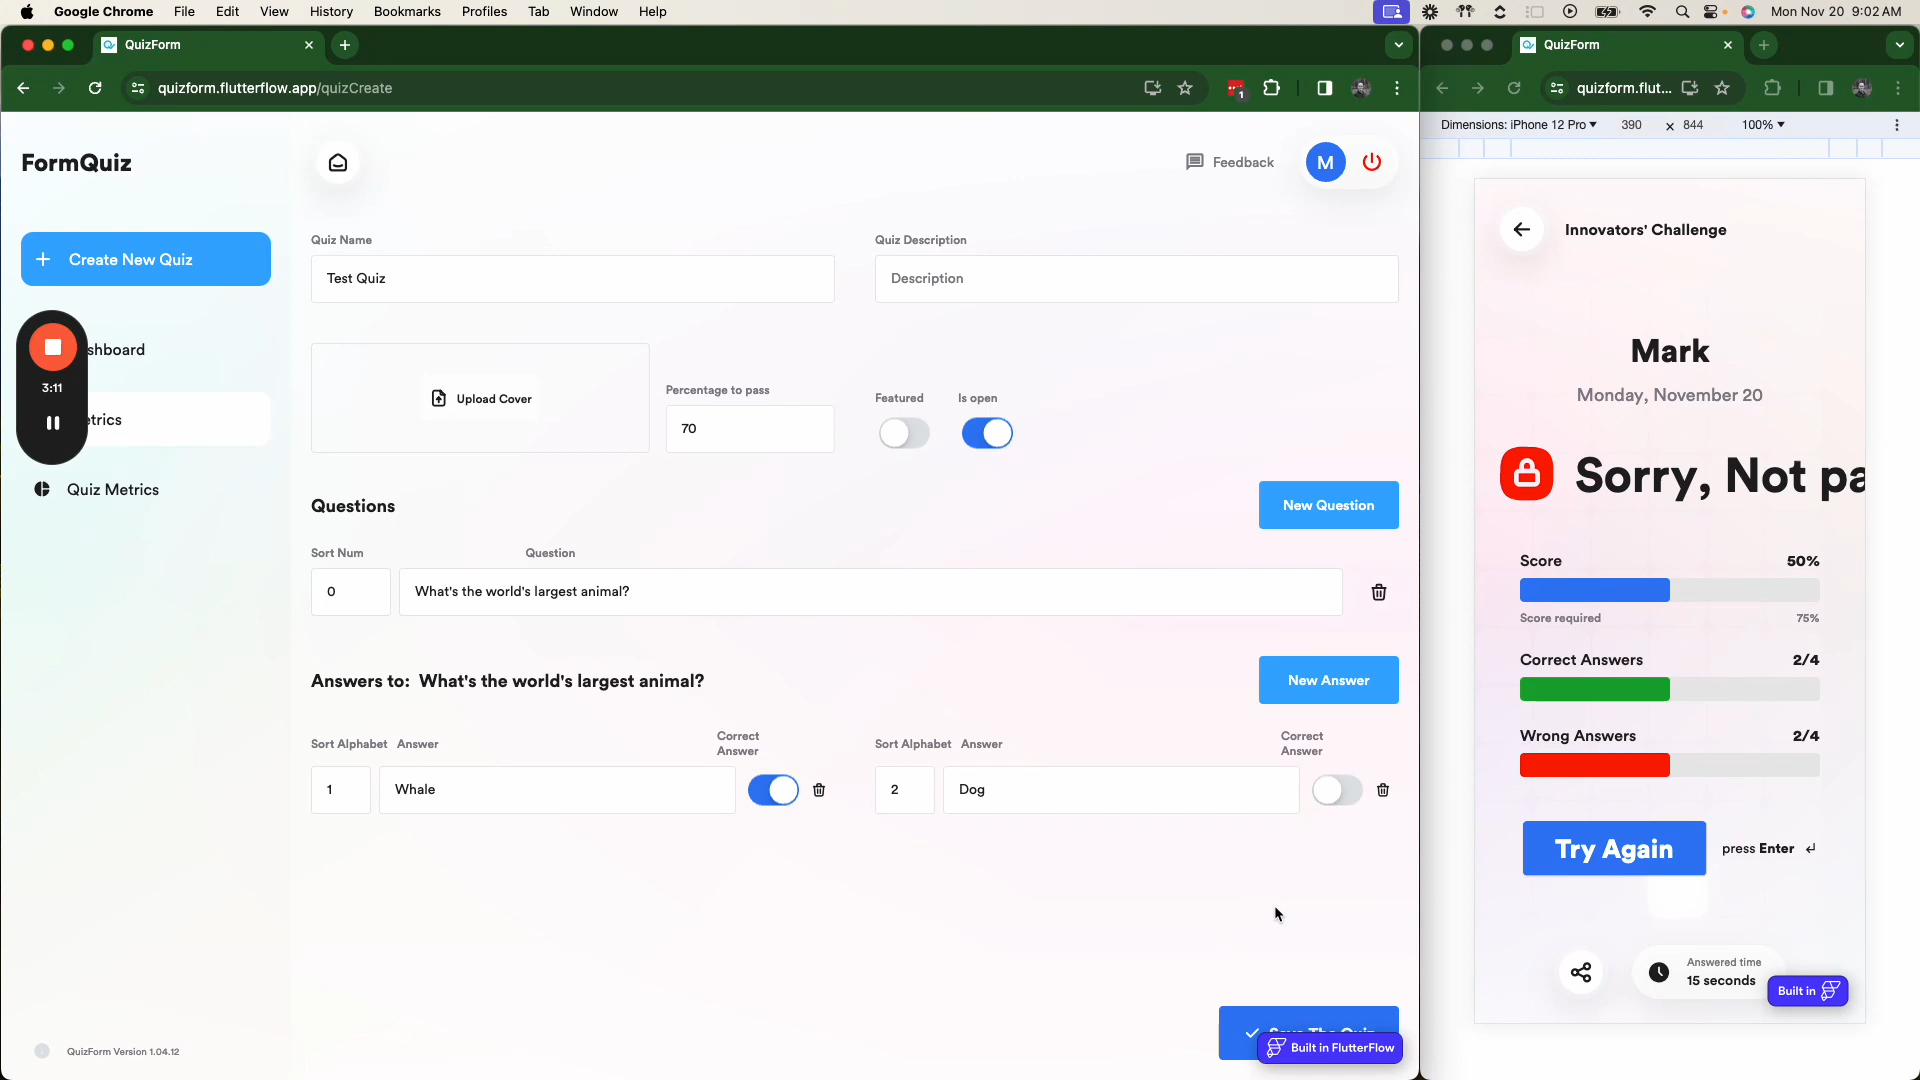 Google Chrome File Edit View History Bookmarks Profiles Tab Window Help Mon Nov 20 9:02 AM
QuizForm
quizform.flutterflow.app/quizCreate
1
FormQuiz
Feedback
M
Create New Quiz
shboard
3:11
etrics
Quiz Metrics
QuizForm Version 1.04.12
Quiz Name
Test Quiz
Quiz Description
Description
Upload Cover
Percentage to pass
70
Featured
Is open
Questions
New Question
Sort Num Question
0 What's the world's largest animal?
Answers to: What's the world's largest animal?
New Answer
Sort Alphabet Answer Correct Answer
1 Whale
Sort Alphabet Answer Correct Answer
2 Dog
Save The Quiz
Built in FlutterFlow
QuizForm
quizform.flut...
Dimensions: iPhone 12 Pro 390 x 844 100%
Innovators' Challenge
Mark
Monday, November 20
Sorry, Not pa
Score 50%
Score required 75%
Correct Answers 2/4
Wrong Answers 2/4
Try Again press Enter ↵
Answered time
15 seconds
Built in